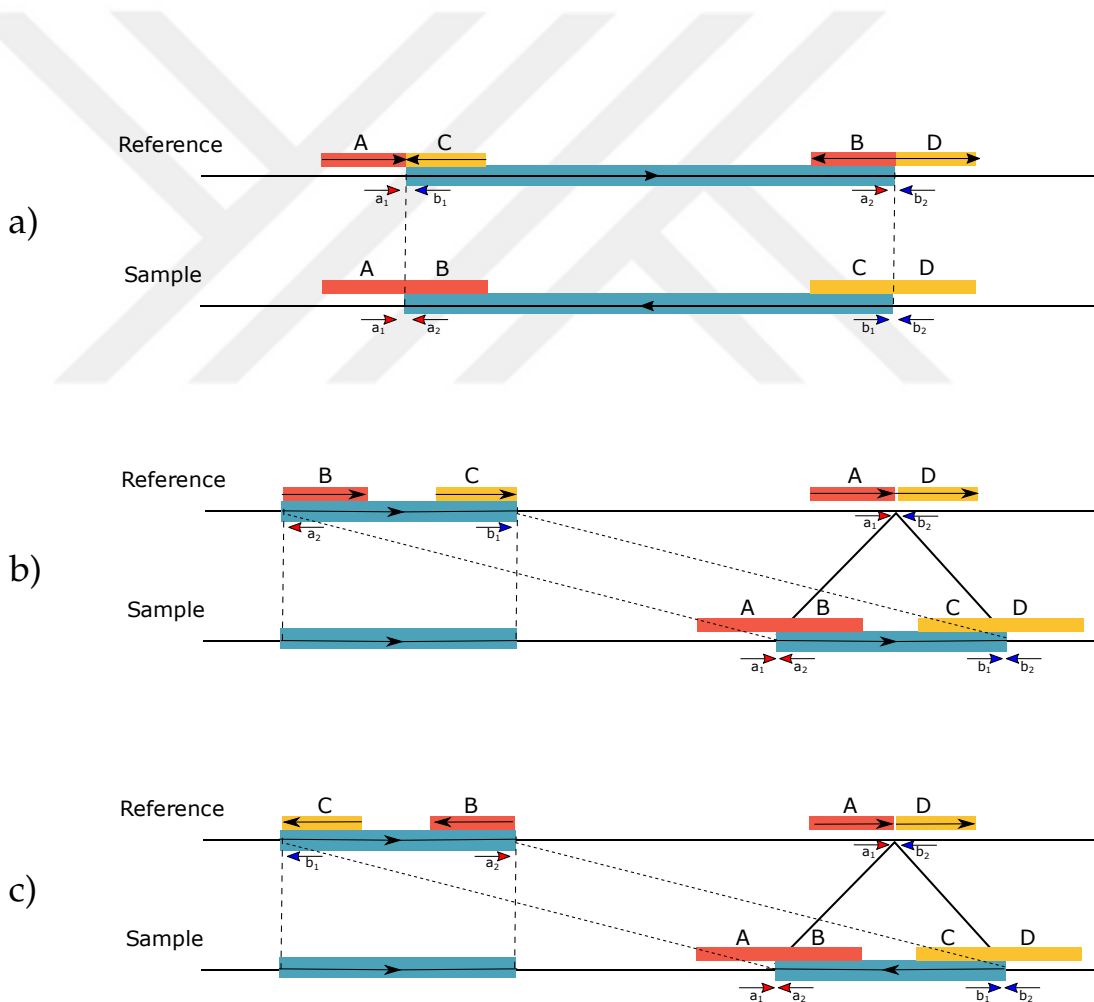 Reference A C B D
a₁ b₁ a₂ b₂
a)
Sample A B C D
a₁ a₂ b₁ b₂
Reference B C A D
a₂ b₁ a₁ b₂
b)
Sample A B C D
a₁ a₂ b₁ b₂
Reference C B A D
b₁ a₂ a₁ b₂
c)
Sample A B C D
a₁ a₂ b₁ b₂